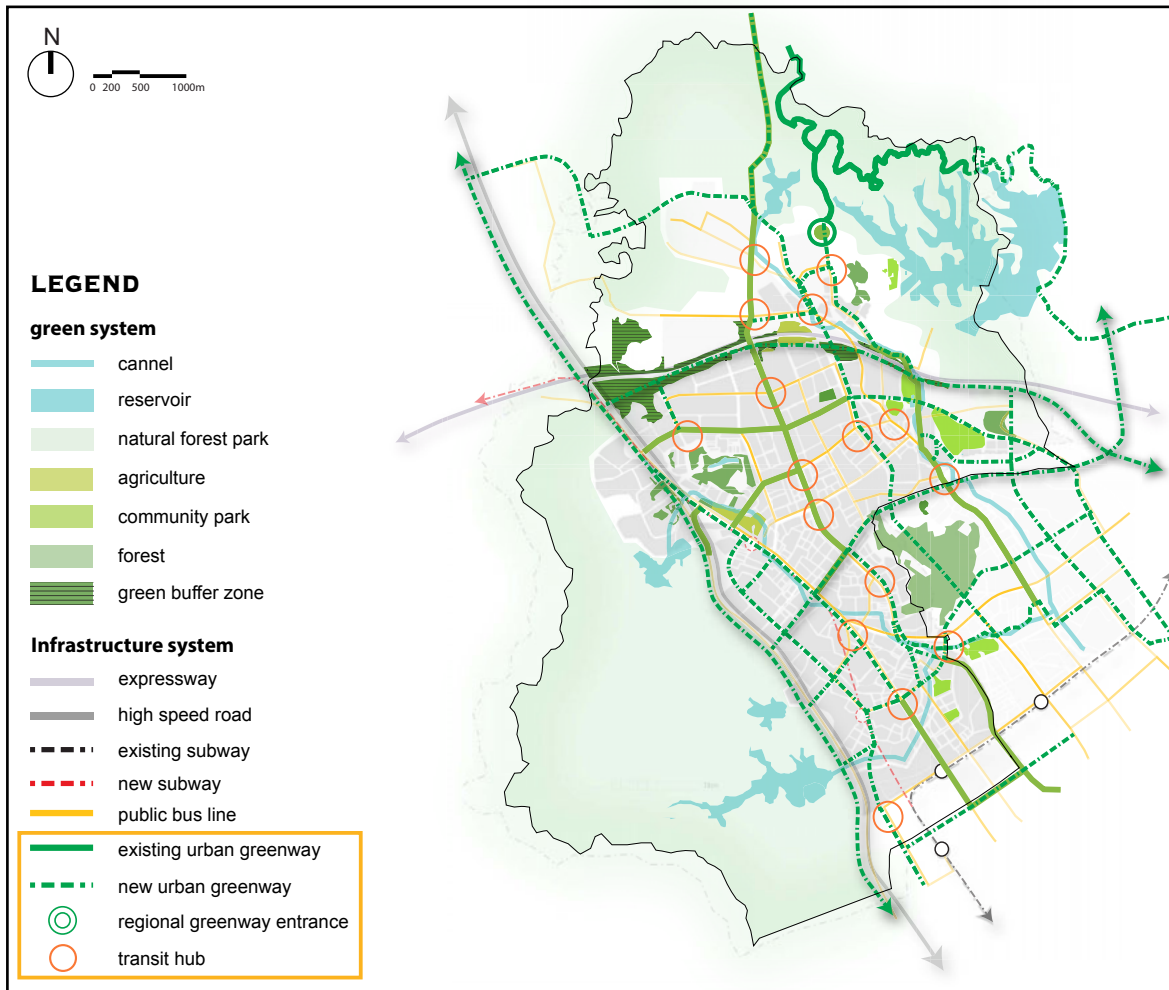 N
0 200 500 1000m
LEGEND
green system
cannel
reservoir
natural forest park
agriculture
community park
forest
green buffer zone
Infrastructure system
expressway
high speed road
existing subway
new subway
public bus line
existing urban greenway
new urban greenway
regional greenway entrance
transit hub